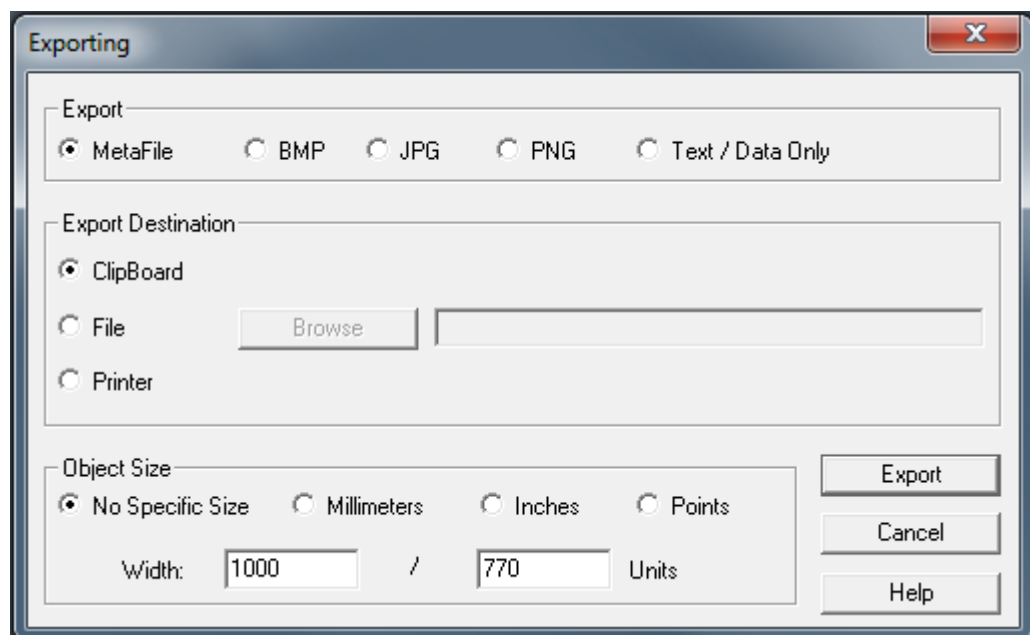 Exporting
Export
MetaFile BMP JPG PNG Text / Data Only
Export Destination
ClipBoard
File Browse
Printer
Object Size
No Specific Size Millimeters Inches Points
Width: 1000 / 770 Units
Export
Cancel
Help